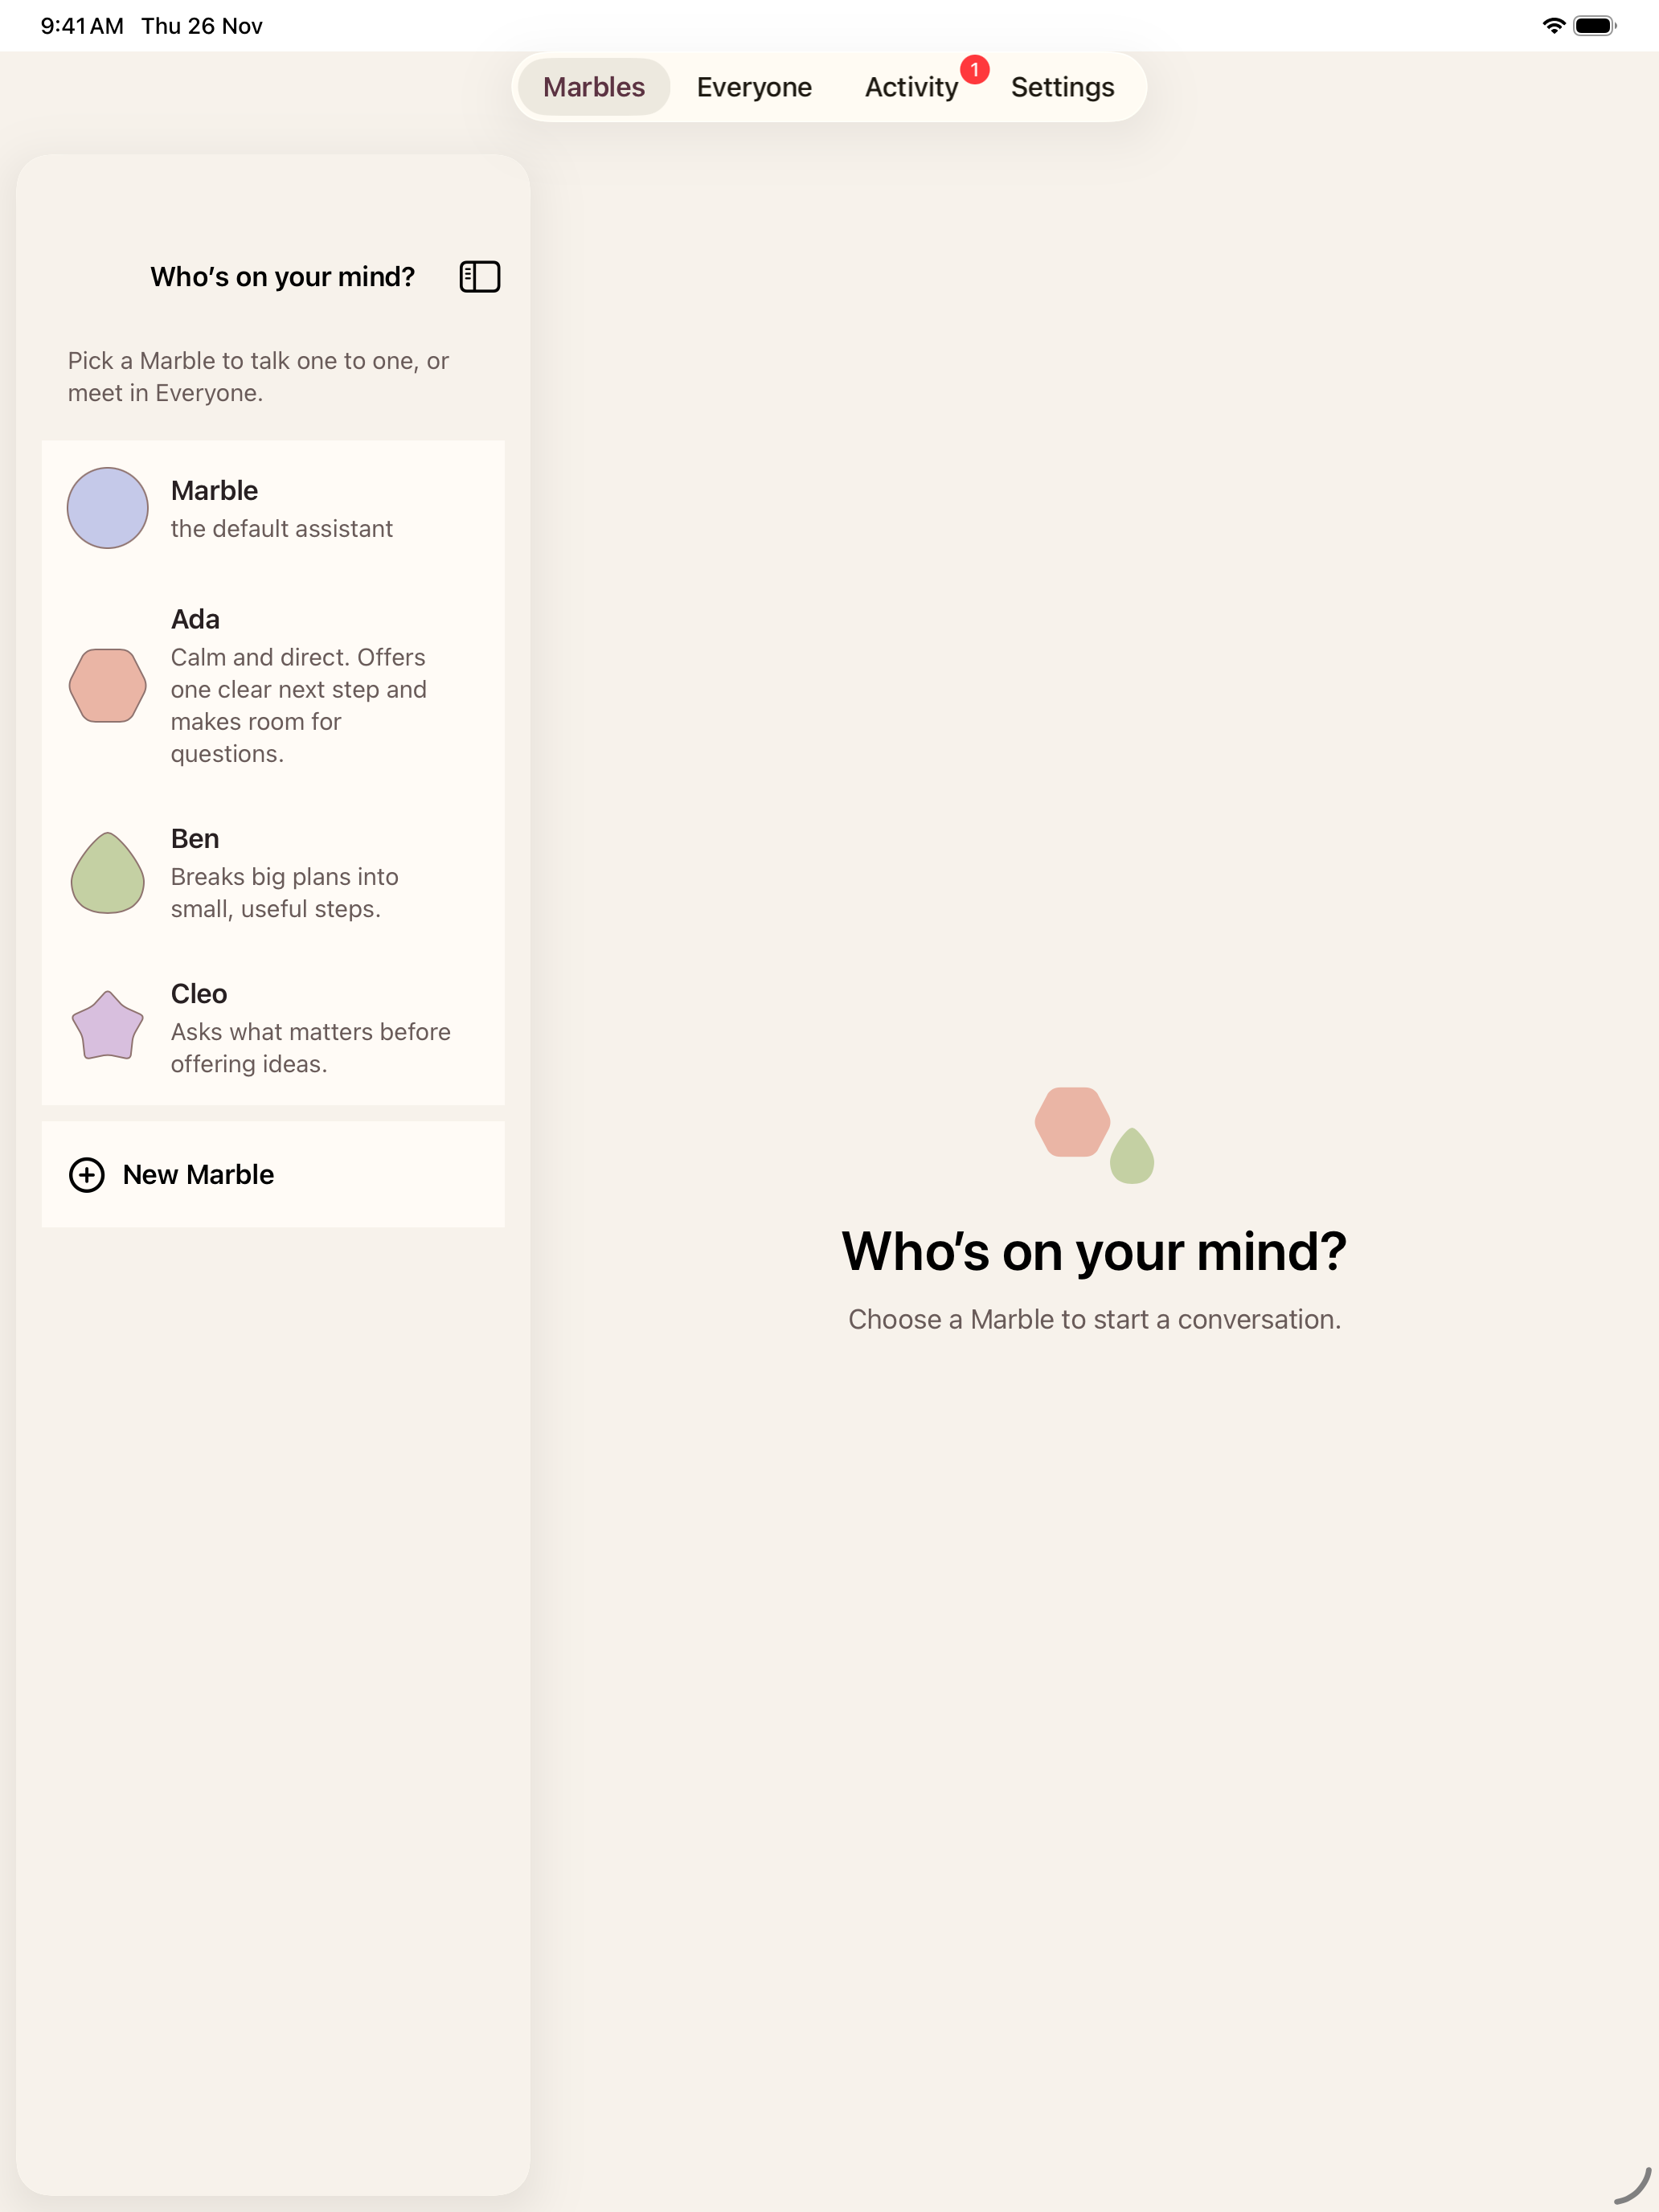 9:41 AM Thu 26 Nov
Marbles Everyone Activity 1 Settings
Who’s on your mind?
Pick a Marble to talk one to one, or
meet in Everyone.
Marble
the default assistant
Ada
Calm and direct. Offers
one clear next step and
makes room for
questions.
Ben
Breaks big plans into
small, useful steps.
Cleo
Asks what matters before
offering ideas.
New Marble
Who’s on your mind?
Choose a Marble to start a conversation.